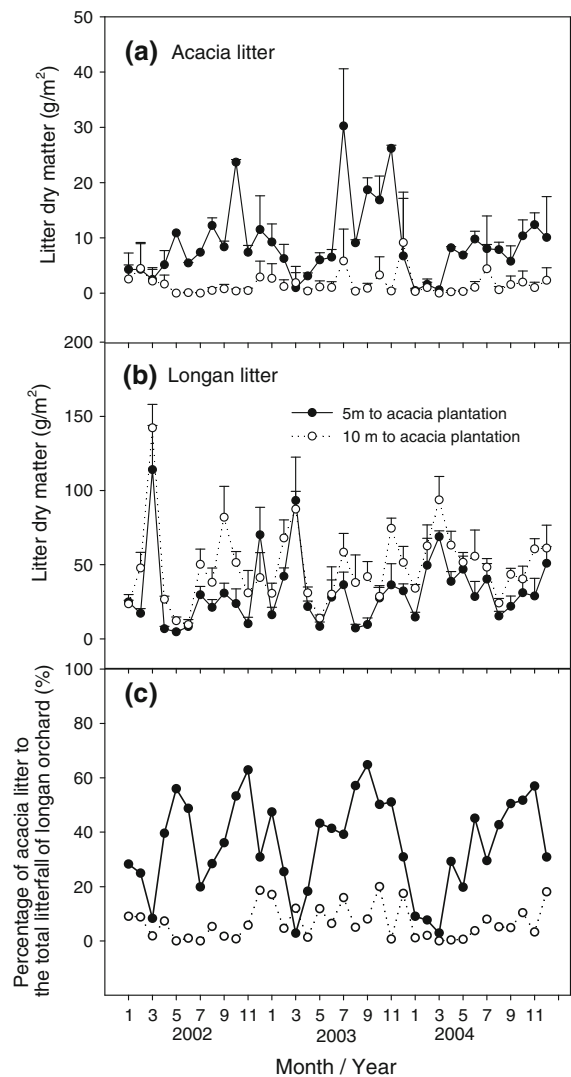 (a) Acacia litter
Litter dry matter (g/m²)
50
40
30
20
10
0
(b) Longan litter
Litter dry matter (g/m²)
200
150
100
50
0
5m to acacia plantation
10 m to acacia plantation
(c)
Percentage of acacia litter to
the total litterfall of longan orchard (%)
100
80
60
40
20
0
1 3 5 7 9 11 1 3 5 7 9 11 1 3 5 7 9 11
2002 2003 2004
Month / Year